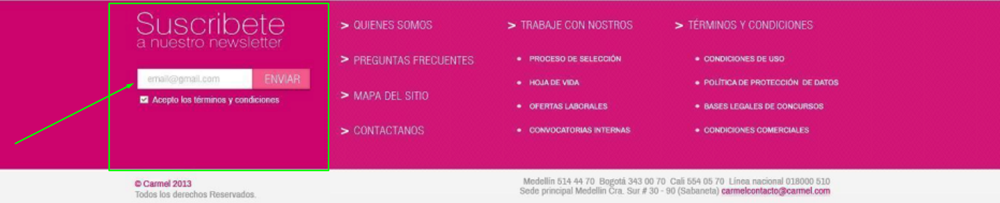 Suscribete
a nuestro newsletter
email@gmail.com
ENVIAR
Acepto los términos y condiciones
> QUIENES SOMOS
> PREGUNTAS FRECUENTES
> MAPA DEL SITIO
> CONTACTANOS
> TRABAJE CON NOSTROS
• PROCESO DE SELECCIÓN
• HOJA DE VIDA
• OFERTAS LABORALES
• CONVOCATORIAS INTERNAS
> TÉRMINOS Y CONDICIONES
• CONDICIONES DE USO
• POLÍTICA DE PROTECCIÓN DE DATOS
• BASES LEGALES DE CONCURSOS
• CONDICIONES COMERCIALES
© Carmel 2013
Todos los derechos Reservados.
Medellín 514 44 70 Bogotá 343 00 70 Cali 554 05 70 Línea nacional 018000 510
Sede principal Medellín Cra. Sur # 30 - 90 (Sabaneta) carmelcontacto@carmel.com